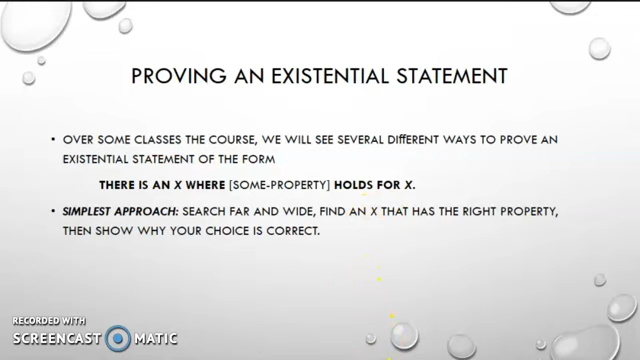 PROVING AN EXISTENTIAL STATEMENT
• OVER SOME CLASSES THE COURSE, WE WILL SEE SEVERAL DIFFERENT WAYS TO PROVE AN
EXISTENTIAL STATEMENT OF THE FORM
THERE IS AN X WHERE [SOME-PROPERTY] HOLDS FOR X.
• SIMPLEST APPROACH: SEARCH FAR AND WIDE, FIND AN X THAT HAS THE RIGHT PROPERTY,
THEN SHOW WHY YOUR CHOICE IS CORRECT.
RECORDED WITH
SCREENCAST MATIC